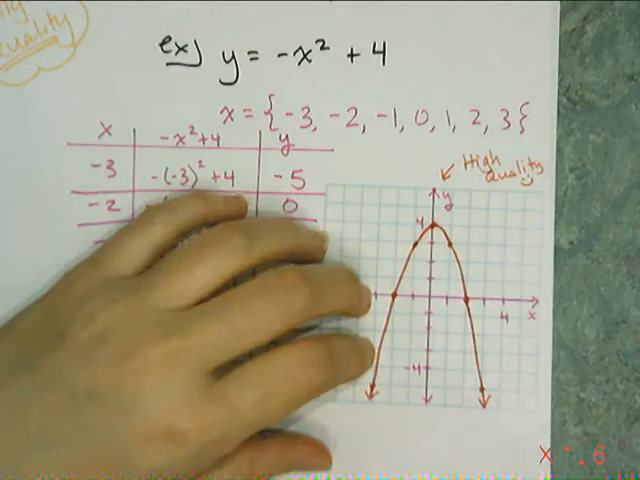 quality
ex) y = -x² + 4
x = {-3, -2, -1, 0, 1, 2, 3}
x -x²+4 y
-3 -(-3)² +4 -5
-2 0
High
Quality
y
4
4 x
-4